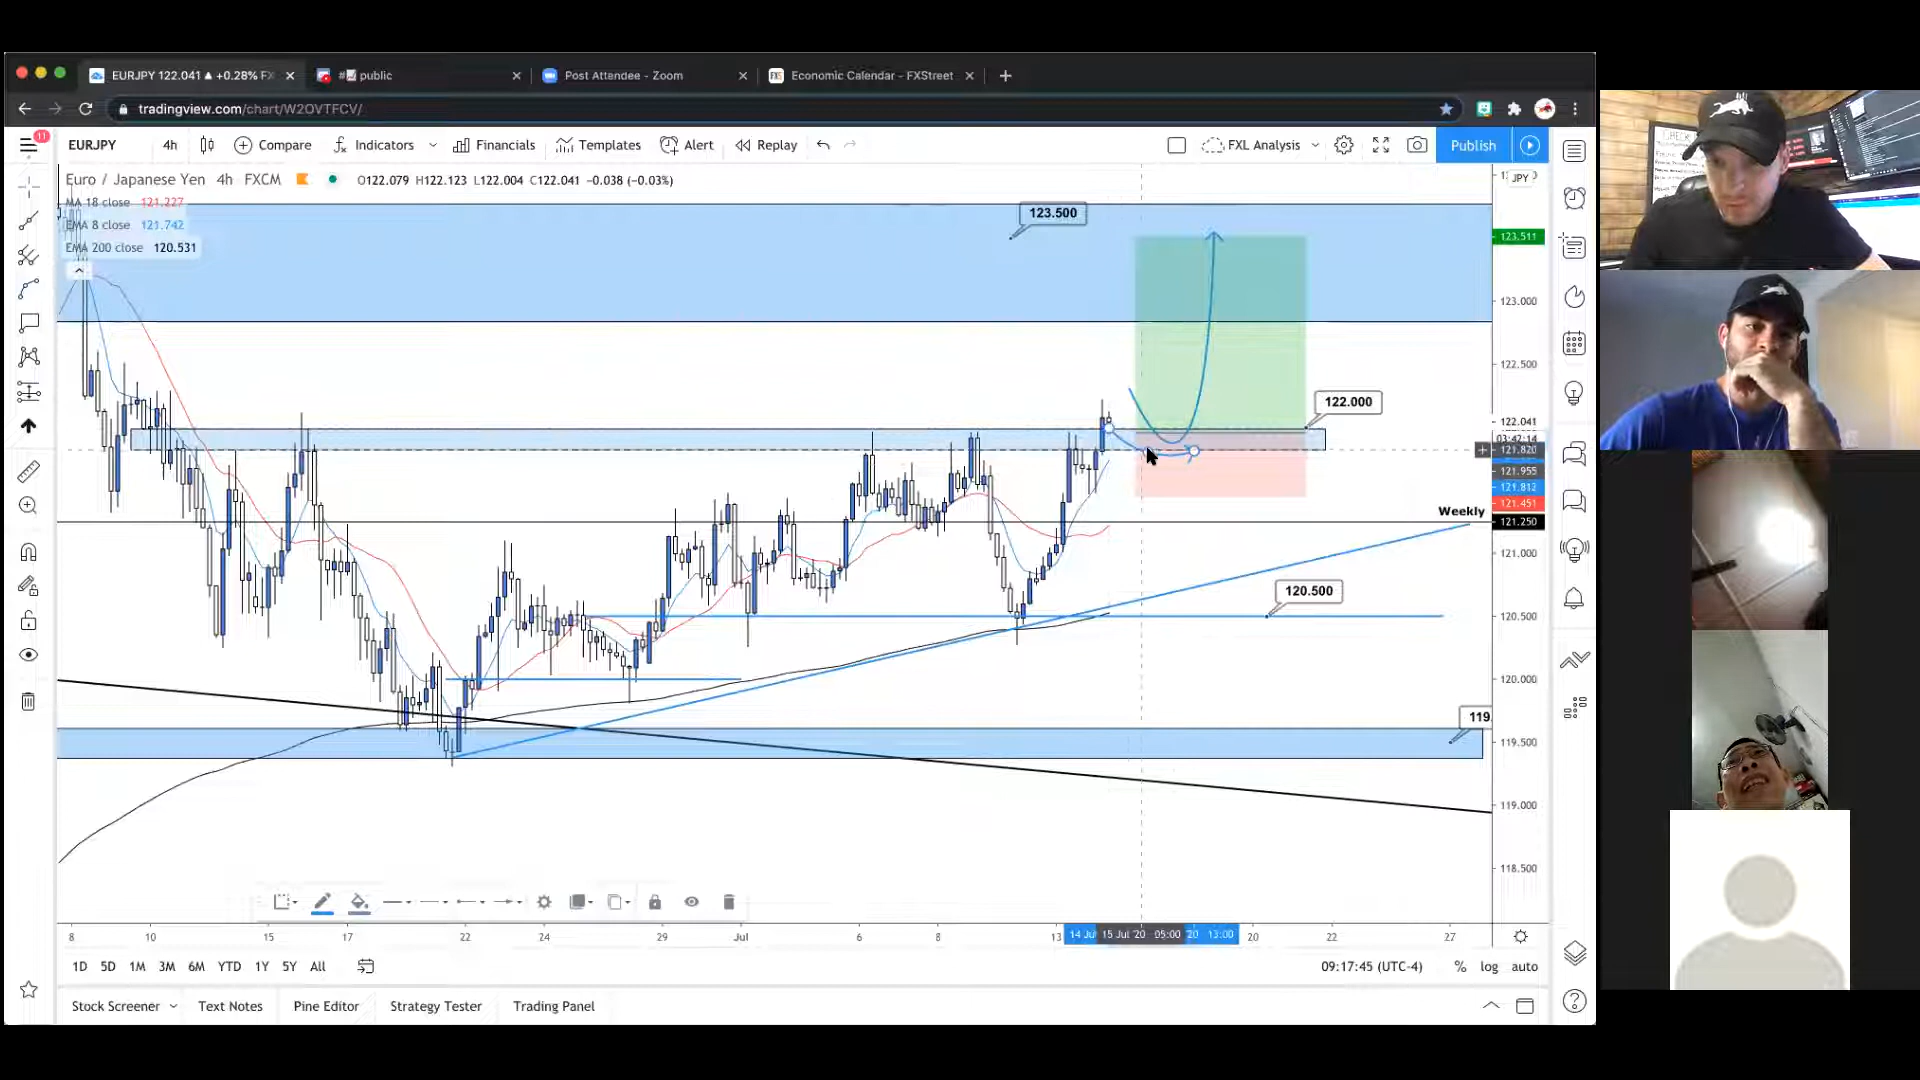 EURJPY 122.041 ▲ +0.28% FX
#📈 public
Post Attendee - Zoom
Economic Calendar - FXStreet
tradingview.com/chart/W2OVTFCV/
11
EURJPY 4h Compare Indicators Financials Templates Alert Replay FXL Analysis Publish
Euro / Japanese Yen 4h FXCM O122.079 H122.123 L122.004 C122.041 −0.038 (−0.03%)
JPY
MA 18 close 121.227
EMA 8 close 121.742
EMA 200 close 120.531
123.500
123.511
123.000
122.500
122.000
122.041
03:42:14
121.820
121.955
121.812
121.451
Weekly
121.250
121.000
120.500
120.500
120.000
119.
119.500
119.000
118.500
8 10 15 17 22 24 29 Jul 6 8 13 14 Ju 15 Jul '20 05:00 '20 13:00 20 22 27
1D 5D 1M 3M 6M YTD 1Y 5Y All 09:17:45 (UTC-4) % log auto
Stock Screener Text Notes Pine Editor Strategy Tester Trading Panel